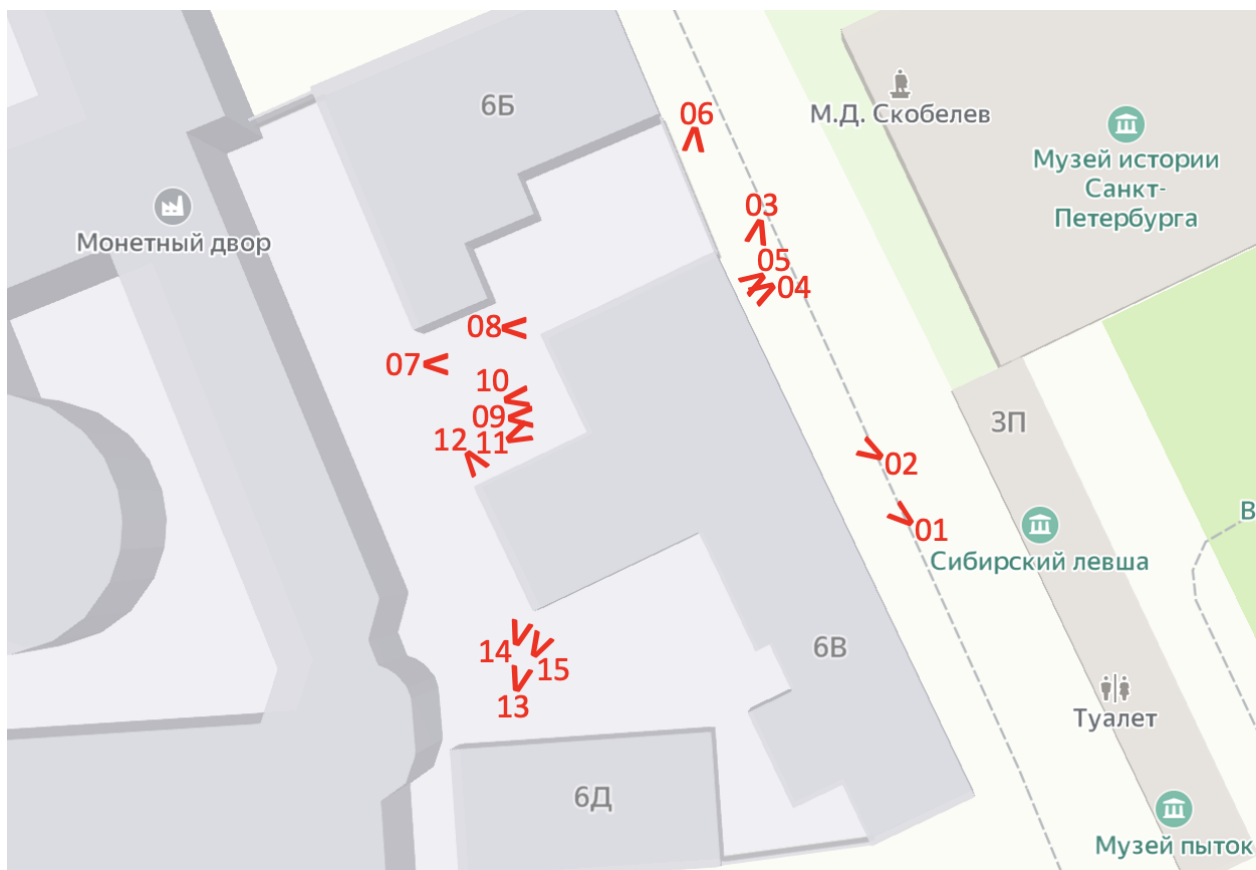 6Б
М.Д. Скобелев
Музей истории
Санкт-
Петербурга
06
Монетный двор
03
05
04
08
07
10
09
12
11
3П
02
01
В
Сибирский левша
14
15
13
6В
Туалет
6Д
Музей пыток